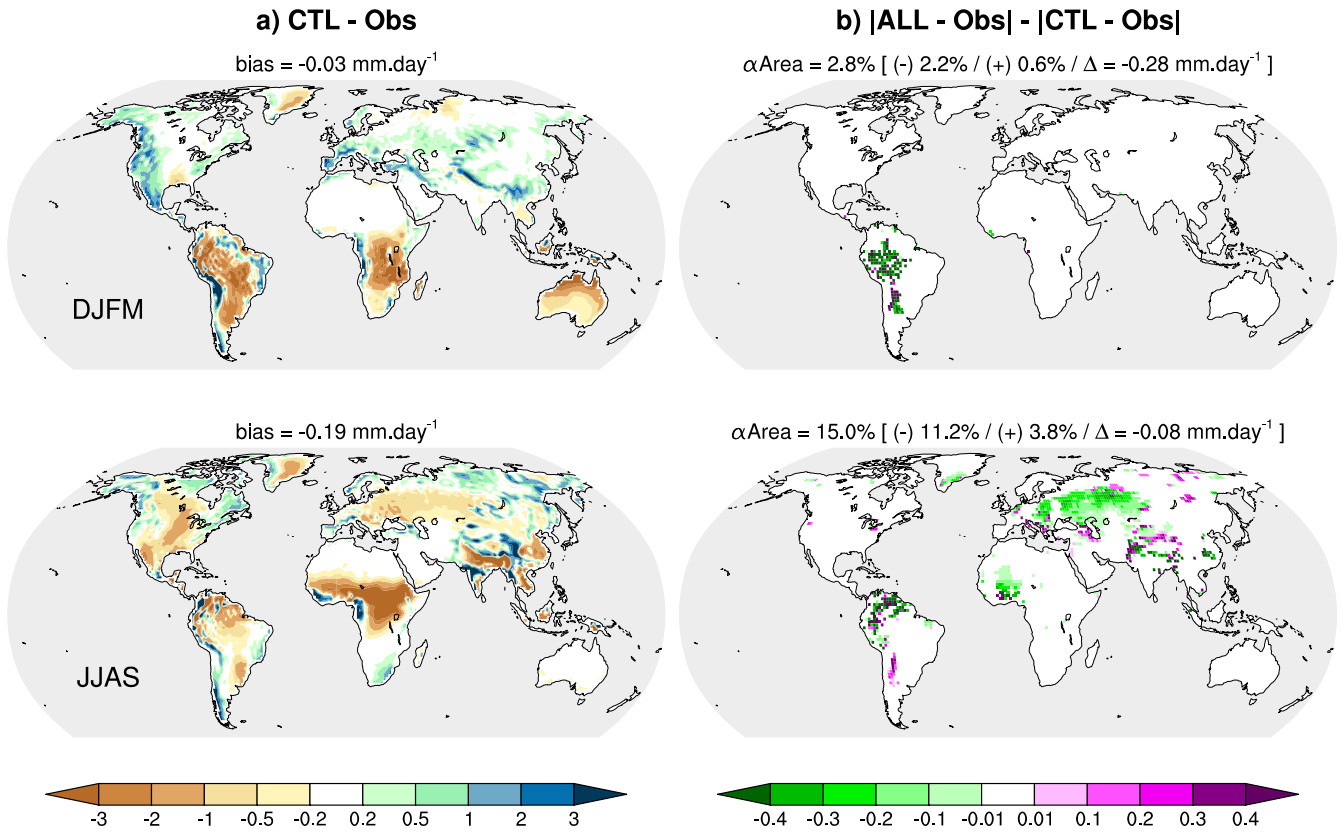 a) CTL - Obs
b) |ALL - Obs| - |CTL - Obs|
bias = -0.03 mm.day⁻¹
αArea = 2.8% [ (-) 2.2% / (+) 0.6% / Δ = -0.28 mm.day⁻¹ ]
DJFM
bias = -0.19 mm.day⁻¹
αArea = 15.0% [ (-) 11.2% / (+) 3.8% / Δ = -0.08 mm.day⁻¹ ]
JJAS
-3 -2 -1 -0.5 -0.2 0.2 0.5 1 2 3
-0.4 -0.3 -0.2 -0.1 -0.01 0.01 0.1 0.2 0.3 0.4